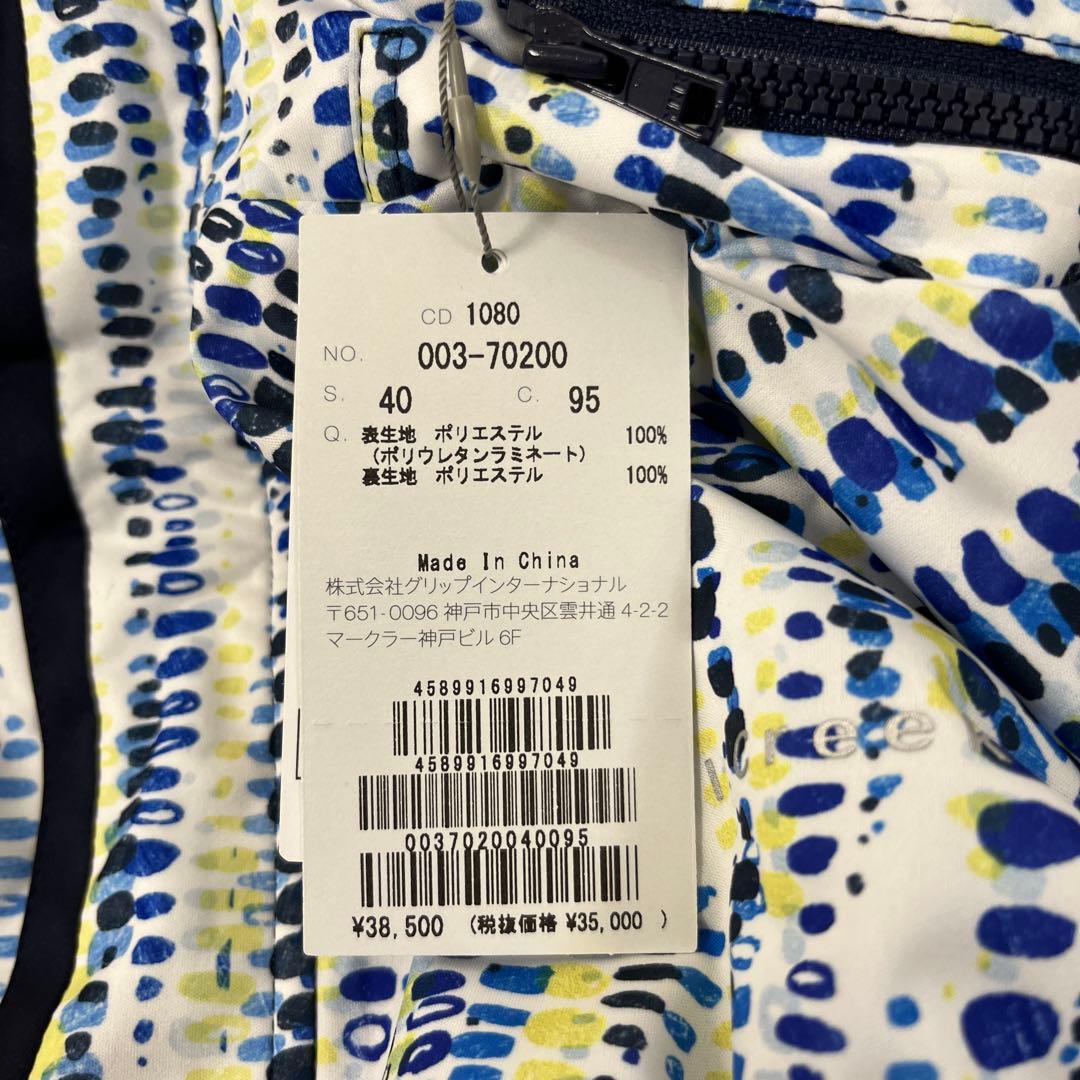 CD 1080
NO. 003-70200
S. 40 C. 95
Q. 表生地 ポリエステル 100%
(ポリウレタンラミネート)
裏生地 ポリエステル 100%
Made In China
株式会社グリップインターナショナル
〒651-0096 神戸市中央区雲井通 4-2-2
マークラー神戸ビル 6F
4589916997049
4589916997049
0037020040095
¥38,500 (税抜価格 ¥35,000 )